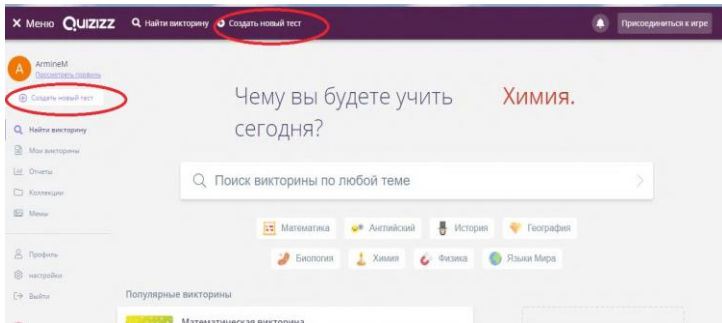 × Меню Quizizz Найти викторину Создать новый тест Присоединиться к игре
A ArmineM
Посмотреть профиль
Создать новый тест
Найти викторину
Мои викторины
Отчеты
Коллекции
Мемы
Профиль
настройки
Выйти
Чему вы будете учить Химия.
сегодня?
Поиск викторины по любой теме
Математика Английский История География
Биология Химия Физика Языки Мира
Популярные викторины
Математическая викторина